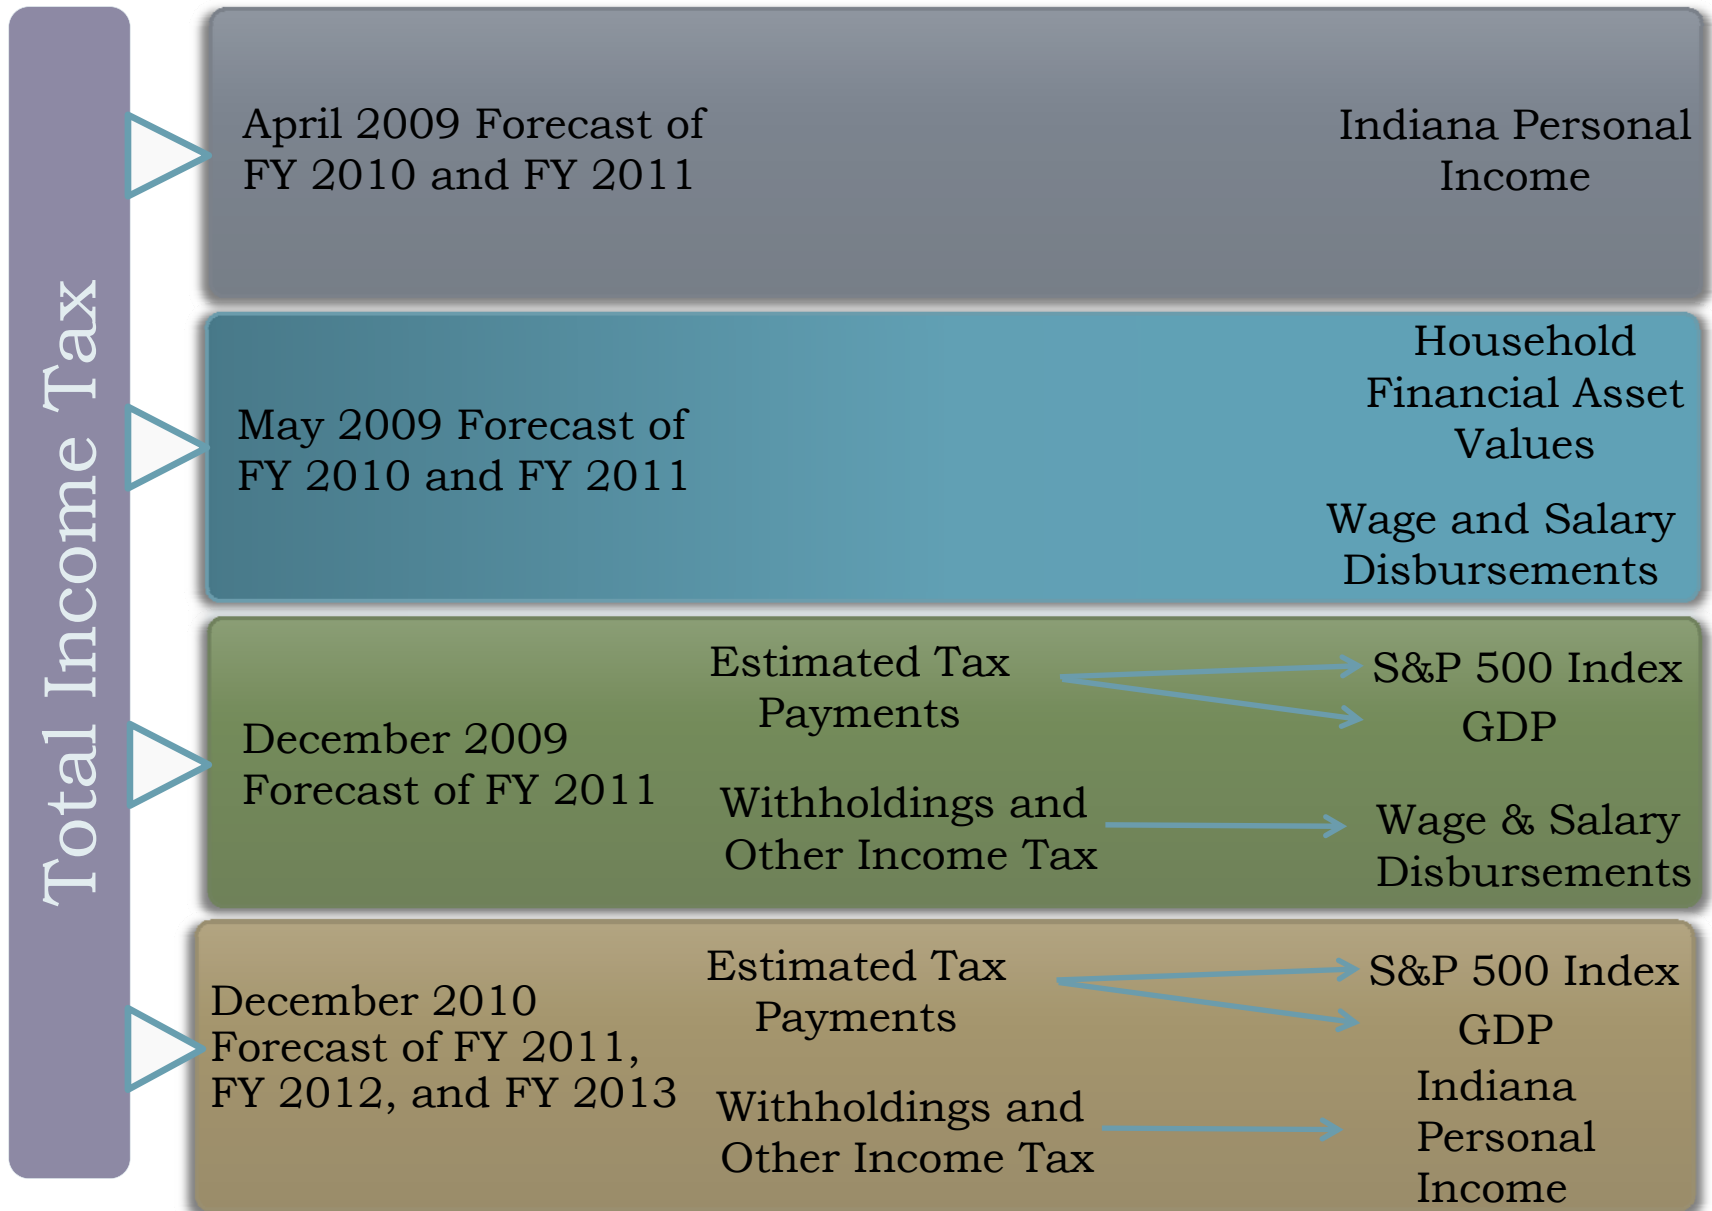 Total Income Tax
April 2009 Forecast of
FY 2010 and FY 2011
Indiana Personal
Income
May 2009 Forecast of
FY 2010 and FY 2011
Household
Financial Asset
Values
Wage and Salary
Disbursements
December 2009
Forecast of FY 2011
Estimated Tax
Payments
S&P 500 Index
GDP
Withholdings and
Other Income Tax
Wage & Salary
Disbursements
December 2010
Forecast of FY 2011,
FY 2012, and FY 2013
Estimated Tax
Payments
S&P 500 Index
GDP
Withholdings and
Other Income Tax
Indiana
Personal
Income